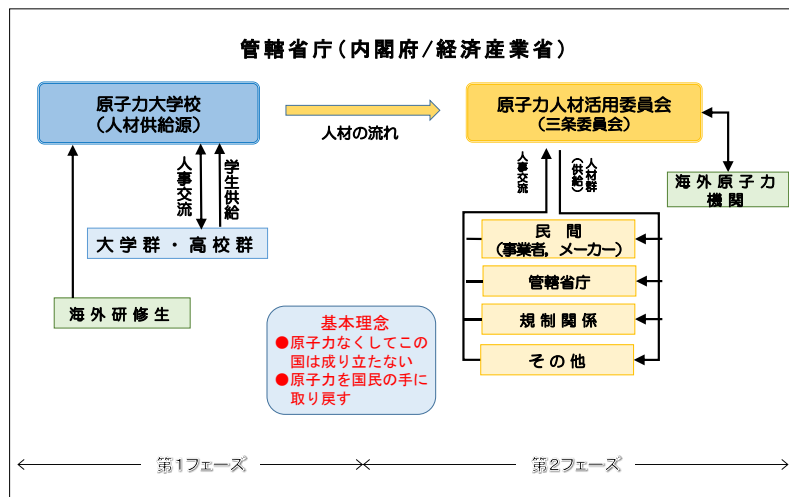 管轄省庁（内閣府/経済産業省）
原子力大学校
（人材供給源）
人材の流れ
原子力人材活用委員会
（三条委員会）
人事交流
学生供給
大学群・高校群
海外研修生
人事交流
人材群
（供給）
海外原子力
機関
民　間
（事業者，メーカー）
管轄省庁
規制関係
その他
基本理念
●原子力なくしてこの
国は成り立たない
●原子力を国民の手に
取り戻す
第１フェーズ
第２フェーズ